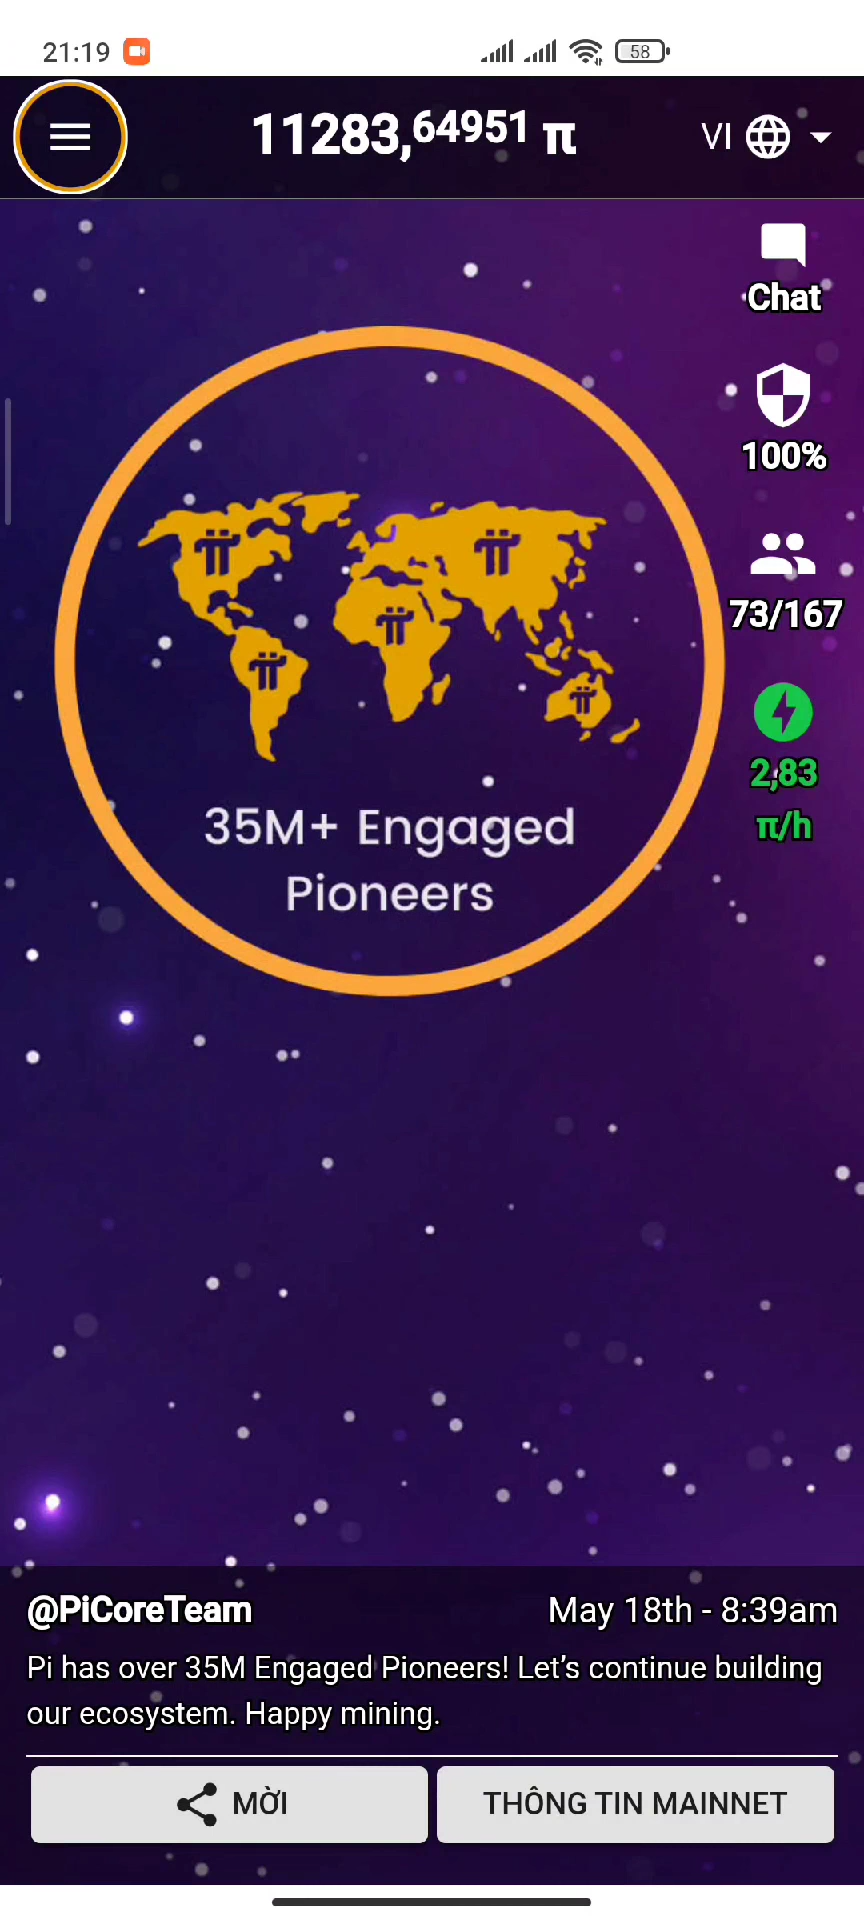 21:19
58
11283,64951 π
VI
Chat
100%
73/167
2,83
π/h
35M+ Engaged
Pioneers
@PiCoreTeam
May 18th - 8:39am
Pi has over 35M Engaged Pioneers! Let’s continue building
our ecosystem. Happy mining.
MỜI
THÔNG TIN MAINNET